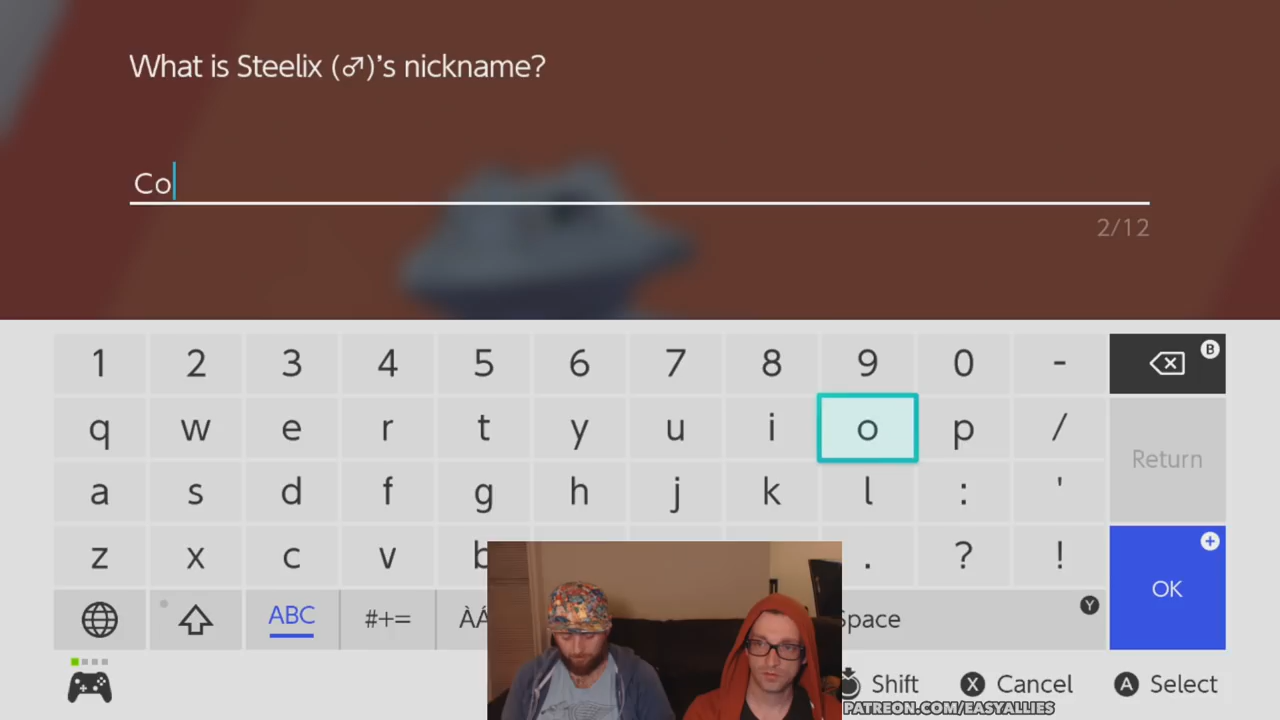 What is Steelix (♂)'s nickname?
Co
2/12
1 2 3 4 5 6 7 8 9 0 -
B
q w e r t y u i o p /
Return
a s d f g h j k l : '
z x c v b . ? !
+
OK
ABC #+= ÀÁ Space Y
Shift X Cancel A Select
PATREON.COM/EASYALLIES